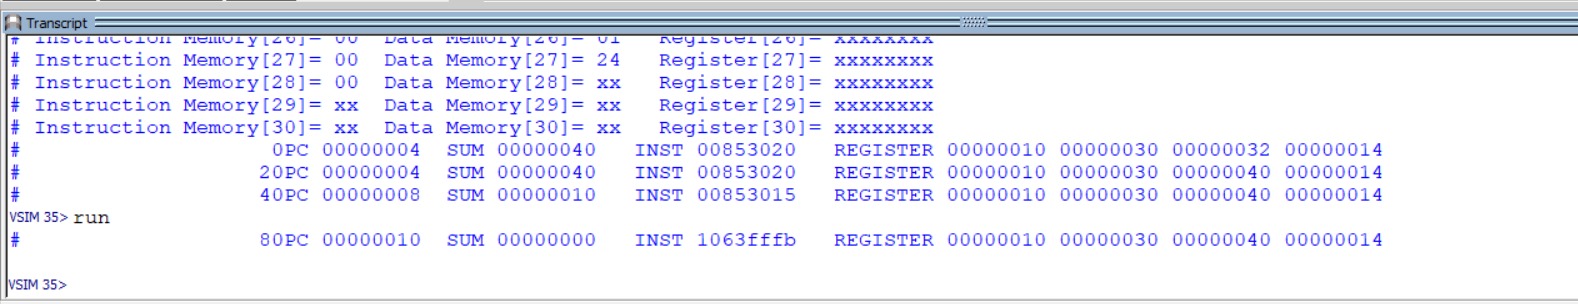 Transcript
# Instruction Memory[26]= 00  Data Memory[26]= 01   Register[26]= xxxxxxxx
# Instruction Memory[27]= 00  Data Memory[27]= 24   Register[27]= xxxxxxxx
# Instruction Memory[28]= 00  Data Memory[28]= xx   Register[28]= xxxxxxxx
# Instruction Memory[29]= xx  Data Memory[29]= xx   Register[29]= xxxxxxxx
# Instruction Memory[30]= xx  Data Memory[30]= xx   Register[30]= xxxxxxxx
#                    0PC 00000004  SUM 00000040   INST 00853020   REGISTER 00000010 00000030 00000032 00000014
#                   20PC 00000004  SUM 00000040   INST 00853020   REGISTER 00000010 00000030 00000040 00000014
#                   40PC 00000008  SUM 00000010   INST 00853015   REGISTER 00000010 00000030 00000040 00000014
VSIM 35> run
#                   80PC 00000010  SUM 00000000   INST 1063fffb   REGISTER 00000010 00000030 00000040 00000014
VSIM 35>